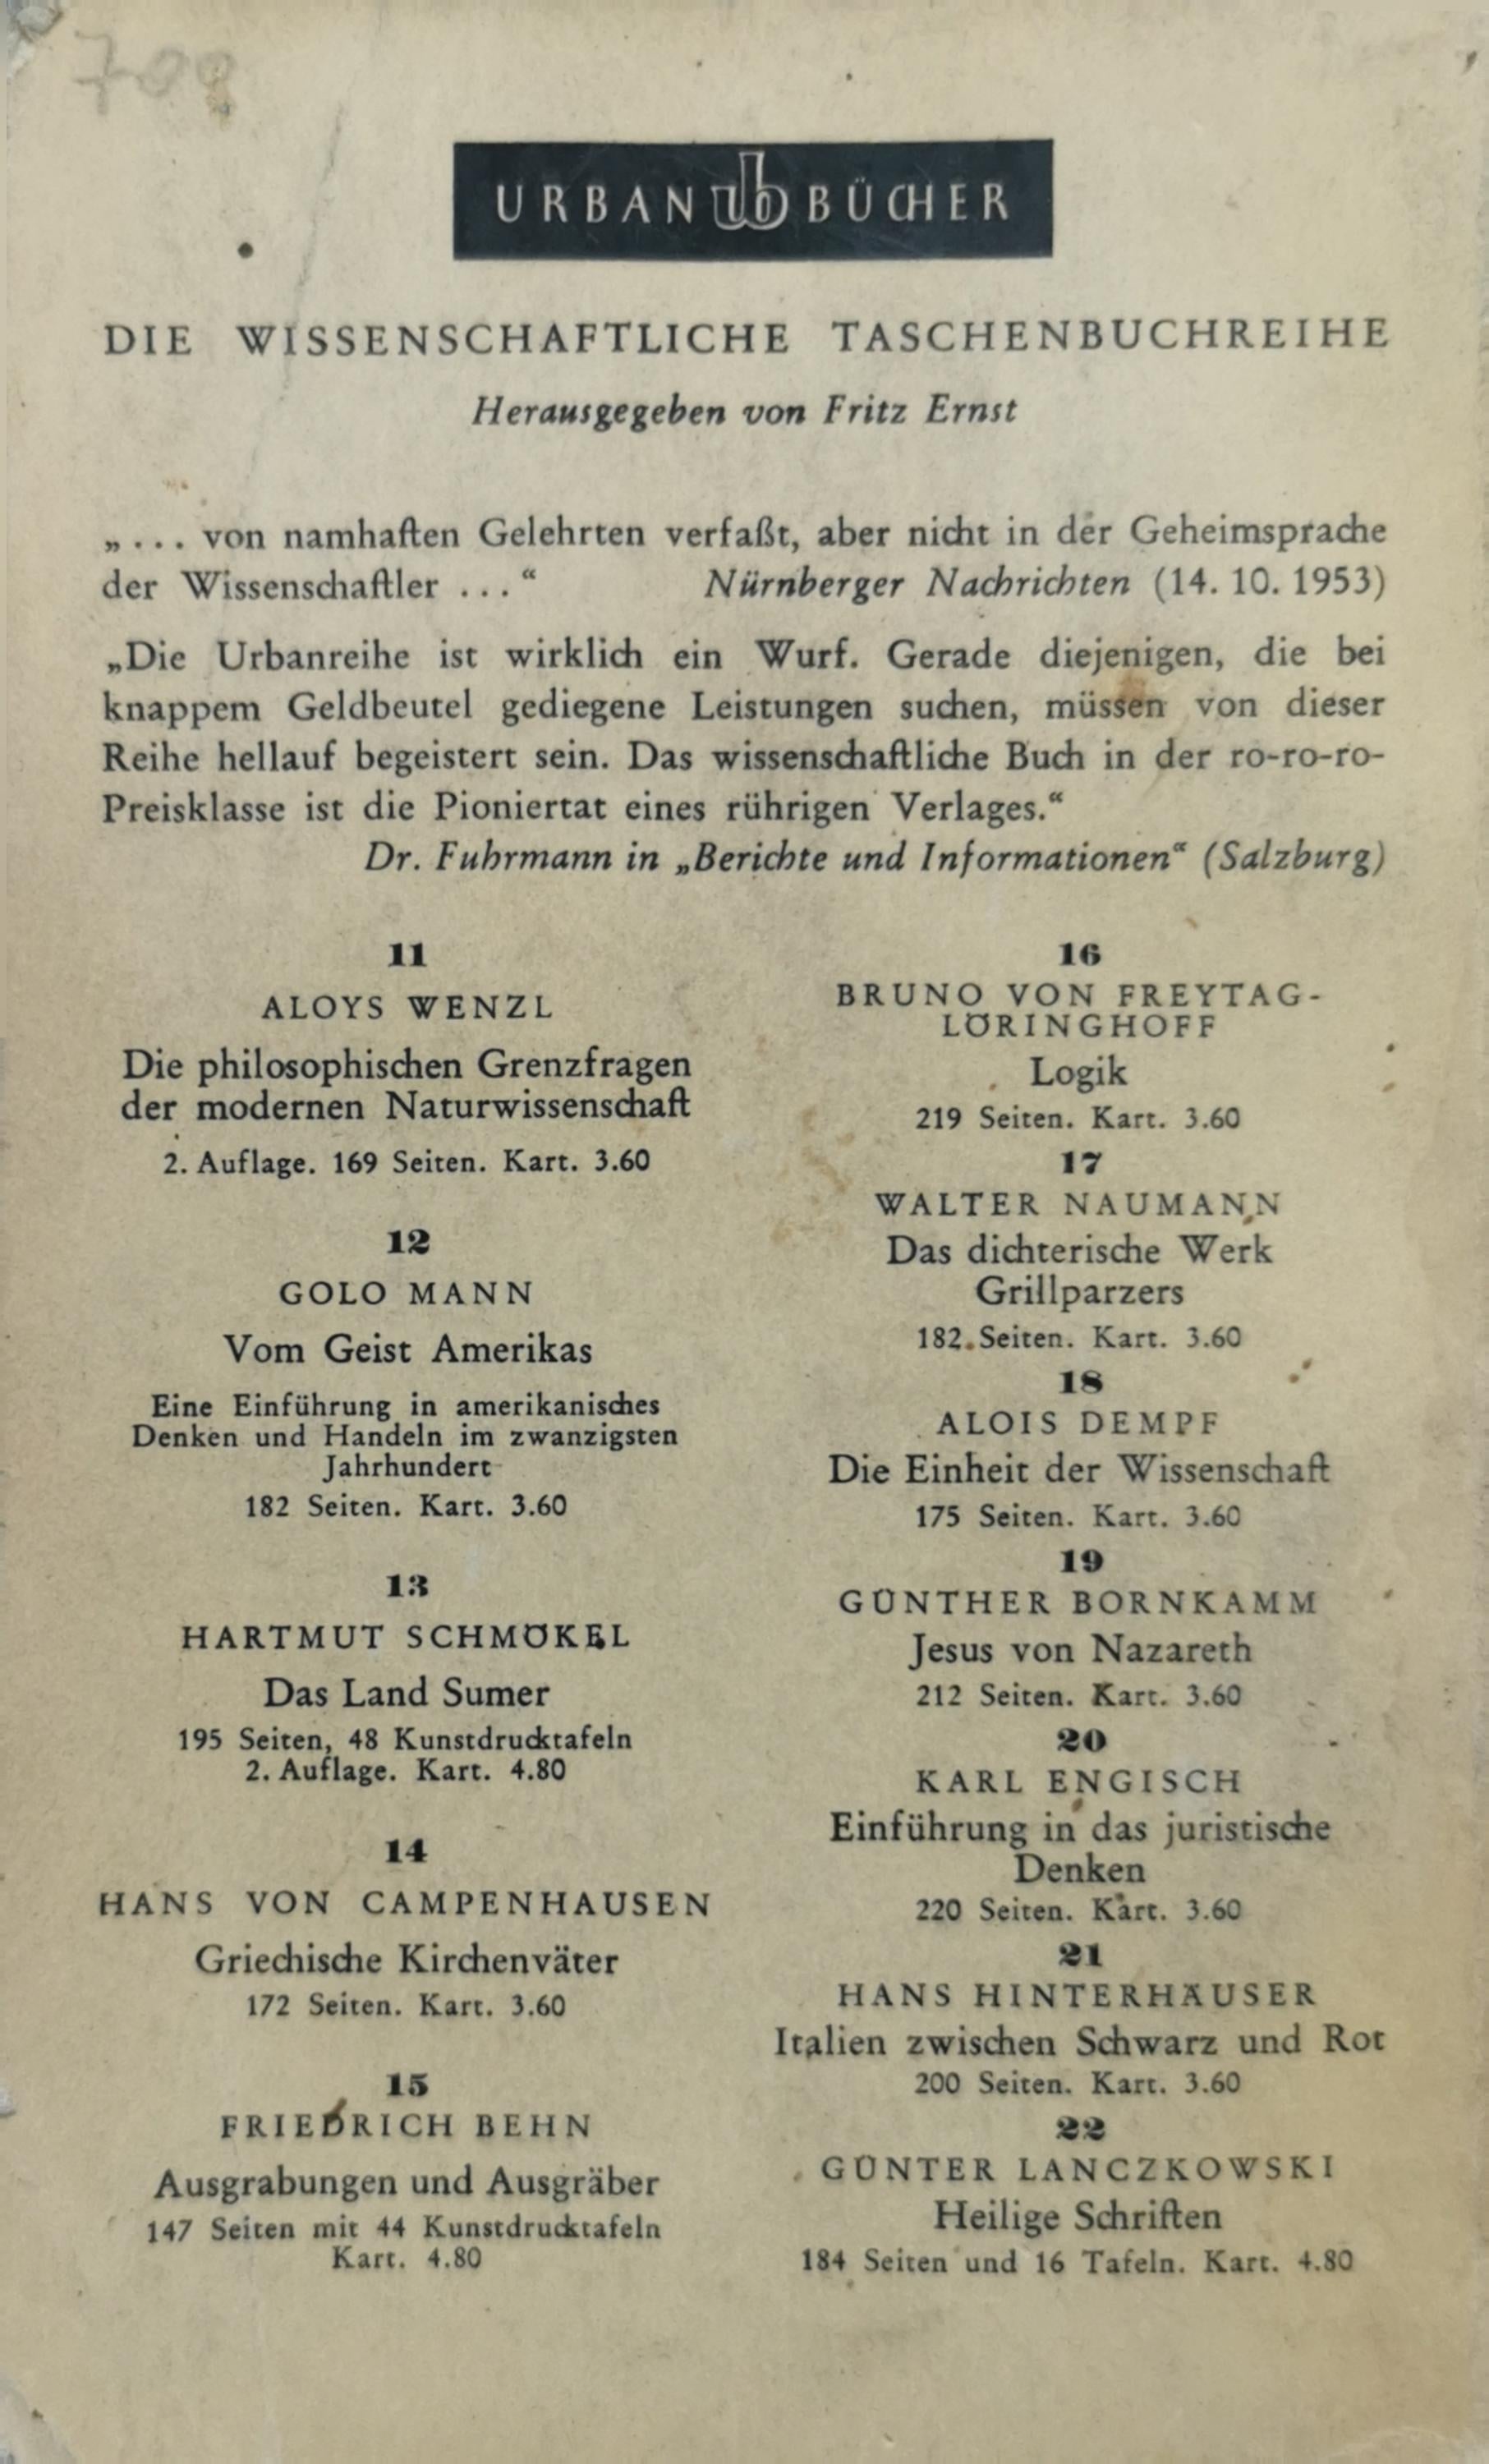 709
URBAN ub BÜCHER
DIE WISSENSCHAFTLICHE TASCHENBUCHREIHE
Herausgegeben von Fritz Ernst
„... von namhaften Gelehrten verfaßt, aber nicht in der Geheimsprache
der Wissenschaftler ...“ Nürnberger Nachrichten (14. 10. 1953)
„Die Urbanreihe ist wirklich ein Wurf. Gerade diejenigen, die bei
knappem Geldbeutel gediegene Leistungen suchen, müssen von dieser
Reihe hellauf begeistert sein. Das wissenschaftliche Buch in der ro-ro-ro-
Preisklasse ist die Pioniertat eines rührigen Verlages.“
Dr. Fuhrmann in „Berichte und Informationen“ (Salzburg)
11
ALOYS WENZL
Die philosophischen Grenzfragen
der modernen Naturwissenschaft
2. Auflage. 169 Seiten. Kart. 3.60
12
GOLO MANN
Vom Geist Amerikas
Eine Einführung in amerikanisches
Denken und Handeln im zwanzigsten
Jahrhundert
182 Seiten. Kart. 3.60
13
HARTMUT SCHMÖKEL
Das Land Sumer
195 Seiten, 48 Kunstdrucktafeln
2. Auflage. Kart. 4.80
14
HANS VON CAMPENHAUSEN
Griechische Kirchenväter
172 Seiten. Kart. 3.60
15
FRIEDRICH BEHN
Ausgrabungen und Ausgräber
147 Seiten mit 44 Kunstdrucktafeln
Kart. 4.80
16
BRUNO VON FREYTAG-
LÖRINGHOFF
Logik
219 Seiten. Kart. 3.60
17
WALTER NAUMANN
Das dichterische Werk
Grillparzers
182 Seiten. Kart. 3.60
18
ALOIS DEMPF
Die Einheit der Wissenschaft
175 Seiten. Kart. 3.60
19
GÜNTHER BORNKAMM
Jesus von Nazareth
212 Seiten. Kart. 3.60
20
KARL ENGISCH
Einführung in das juristische
Denken
220 Seiten. Kart. 3.60
21
HANS HINTERHÄUSER
Italien zwischen Schwarz und Rot
200 Seiten. Kart. 3.60
22
GÜNTER LANCZKOWSKI
Heilige Schriften
184 Seiten und 16 Tafeln. Kart. 4.80